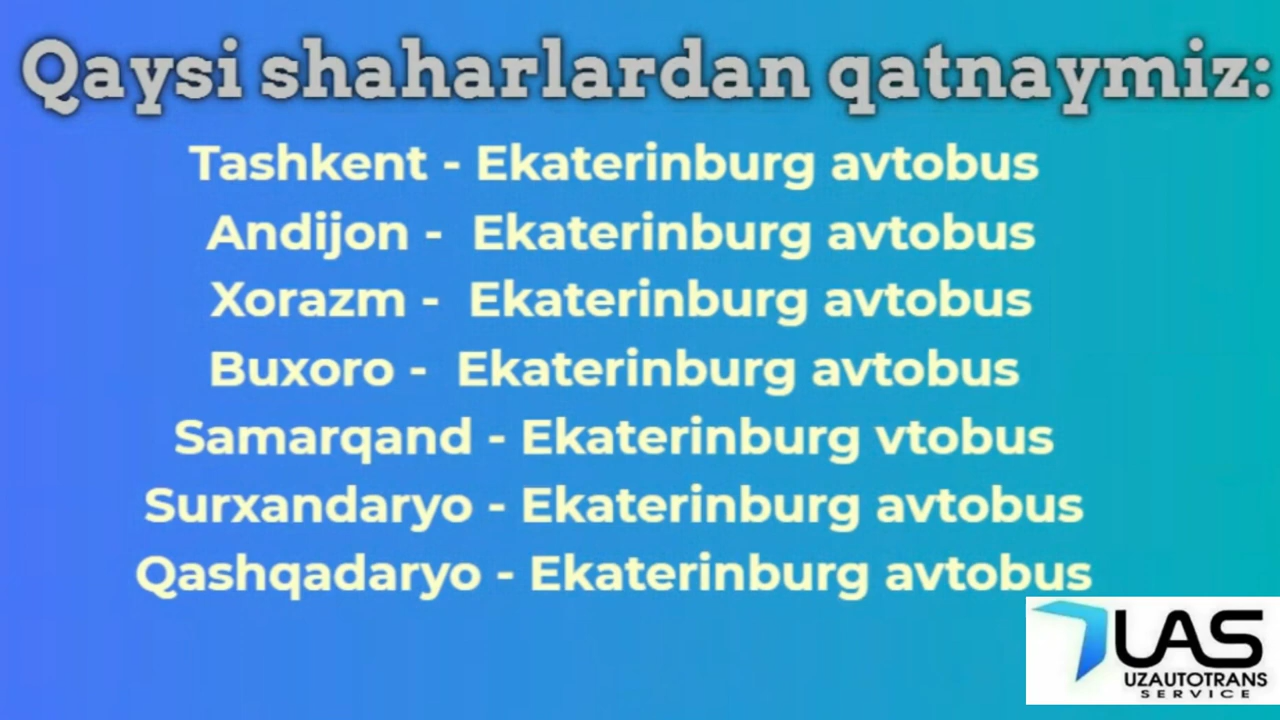 Qaysi shaharlardan qatnaymiz:
Tashkent - Ekaterinburg avtobus
Andijon - Ekaterinburg avtobus
Xorazm - Ekaterinburg avtobus
Buxoro - Ekaterinburg avtobus
Samarqand - Ekaterinburg vtobus
Surxandaryo - Ekaterinburg avtobus
Qashqadaryo - Ekaterinburg avtobus
UAS
UZAUTOTRANS
SERVICE